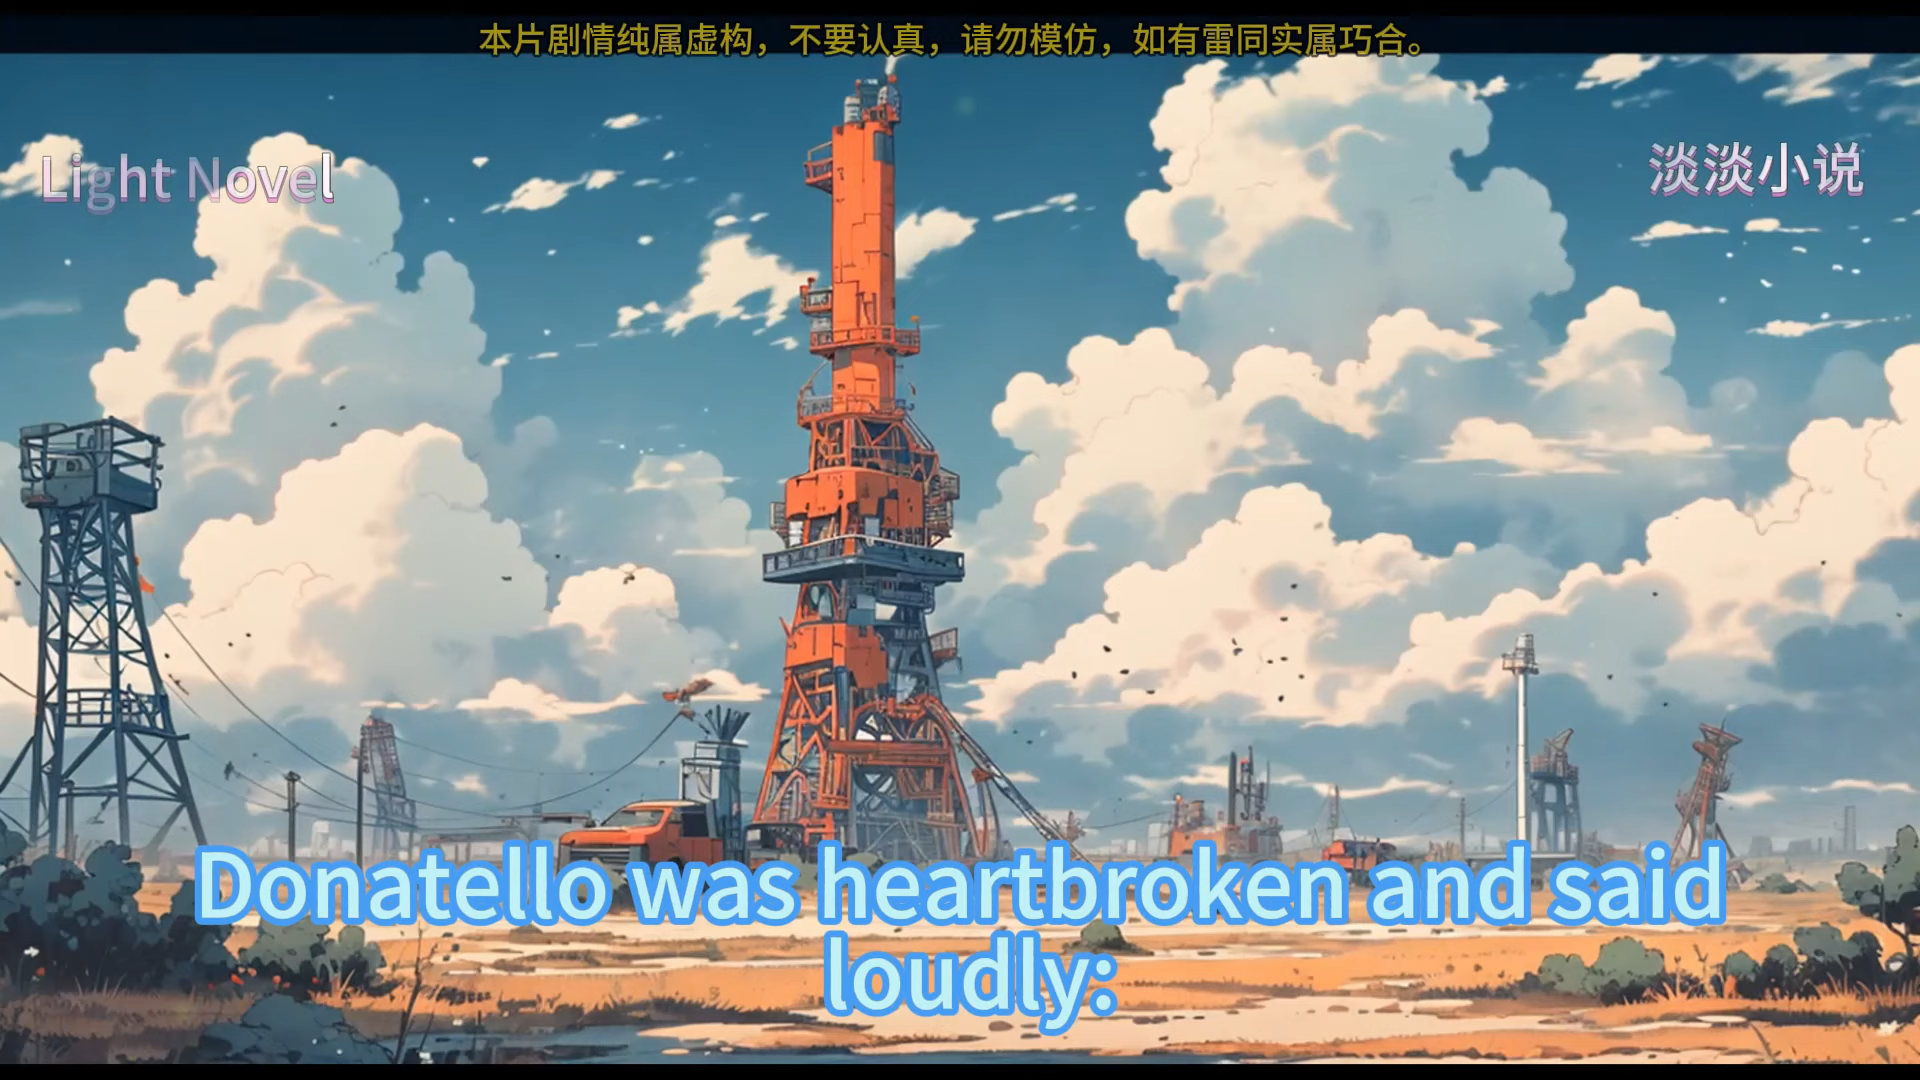 本片剧情纯属虚构，不要认真，请勿模仿，如有雷同实属巧合。
Light Novel
淡淡小说
Donatello was heartbroken and said
loudly: